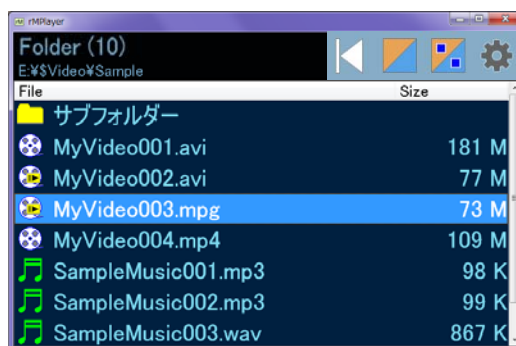 rMPlayer
Folder (10)
E:¥$Video¥Sample
File Size
サブフォルダー
MyVideo001.avi 181 M
MyVideo002.avi 77 M
MyVideo003.mpg 73 M
MyVideo004.mp4 109 M
SampleMusic001.mp3 98 K
SampleMusic002.mp3 99 K
SampleMusic003.wav 867 K